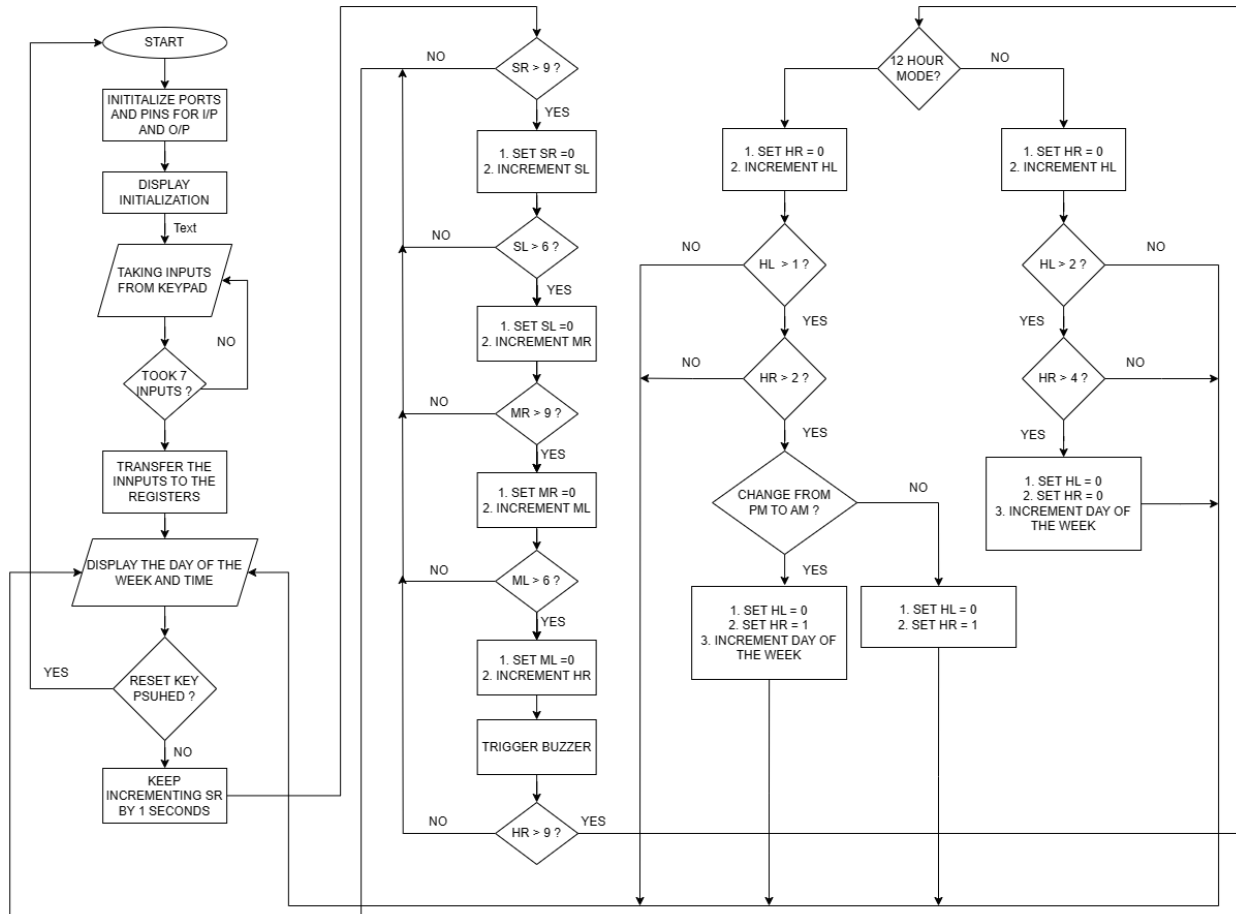 START
INITITALIZE PORTS
AND PINS FOR I/P
AND O/P
DISPLAY
INITIALIZATION
Text
TAKING INPUTS
FROM KEYPAD
NO
TOOK 7
INPUTS ?
TRANSFER THE
INNPUTS TO THE
REGISTERS
DISPLAY THE DAY OF THE
WEEK AND TIME
YES
RESET KEY
PSUHED ?
NO
KEEP
INCREMENTING SR
BY 1 SECONDS
NO
SR > 9 ?
YES
1. SET SR =0
2. INCREMENT SL
NO
SL > 6 ?
YES
1. SET SL =0
2. INCREMENT MR
NO
MR > 9 ?
YES
1. SET MR =0
2. INCREMENT ML
NO
ML > 6 ?
YES
1. SET ML =0
2. INCREMENT HR
TRIGGER BUZZER
NO
HR > 9 ?
YES
12 HOUR
MODE?
NO
YES
1. SET HR = 0
2. INCREMENT HL
NO
HL > 1 ?
YES
NO
HR > 2 ?
YES
CHANGE FROM
PM TO AM ?
NO
YES
1. SET HL = 0
2. SET HR = 1
3. INCREMENT DAY OF
THE WEEK
1. SET HL = 0
2. SET HR = 1
1. SET HR = 0
2. INCREMENT HL
HL > 2 ?
NO
YES
HR > 4 ?
NO
YES
1. SET HL = 0
2. SET HR = 0
3. INCREMENT DAY OF
THE WEEK